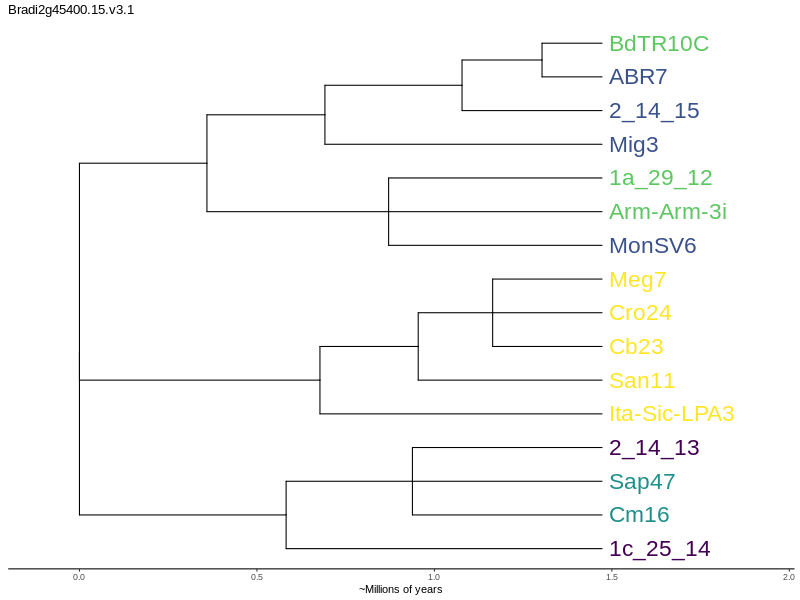 Bradi2g45400.15.v3.1
BdTR10C
ABR7
2_14_15
Mig3
1a_29_12
Arm-Arm-3i
MonSV6
Meg7
Cro24
Cb23
San11
Ita-Sic-LPA3
2_14_13
Sap47
Cm16
1c_25_14
0.0 0.5 1.0 1.5 2.0
~Millions of years